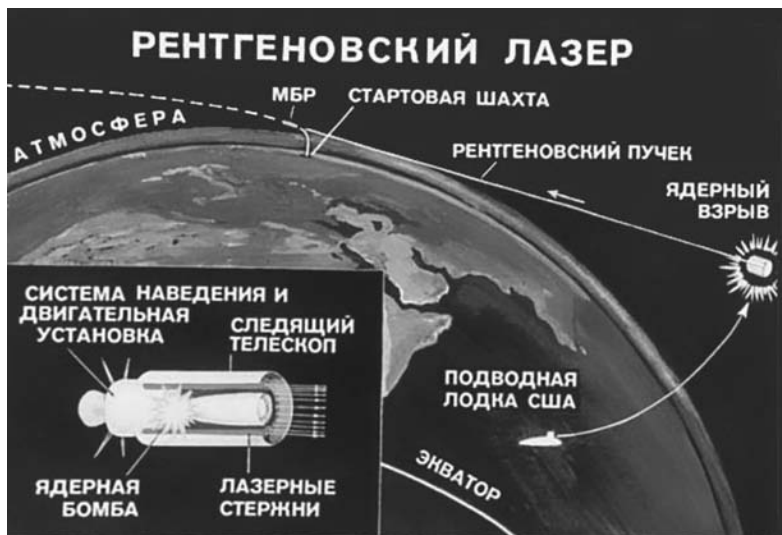 РЕНТГЕНОВСКИЙ ЛАЗЕР
МБР
СТАРТОВАЯ ШАХТА
АТМОСФЕРА
РЕНТГЕНОВСКИЙ ПУЧЕК
ЯДЕРНЫЙ
ВЗРЫВ
СИСТЕМА НАВЕДЕНИЯ И
ДВИГАТЕЛЬНАЯ
УСТАНОВКА
СЛЕДЯЩИЙ
ТЕЛЕСКОП
ПОДВОДНАЯ
ЛОДКА США
ЯДЕРНАЯ
БОМБА
ЛАЗЕРНЫЕ
СТЕРЖНИ
ЭКВАТОР